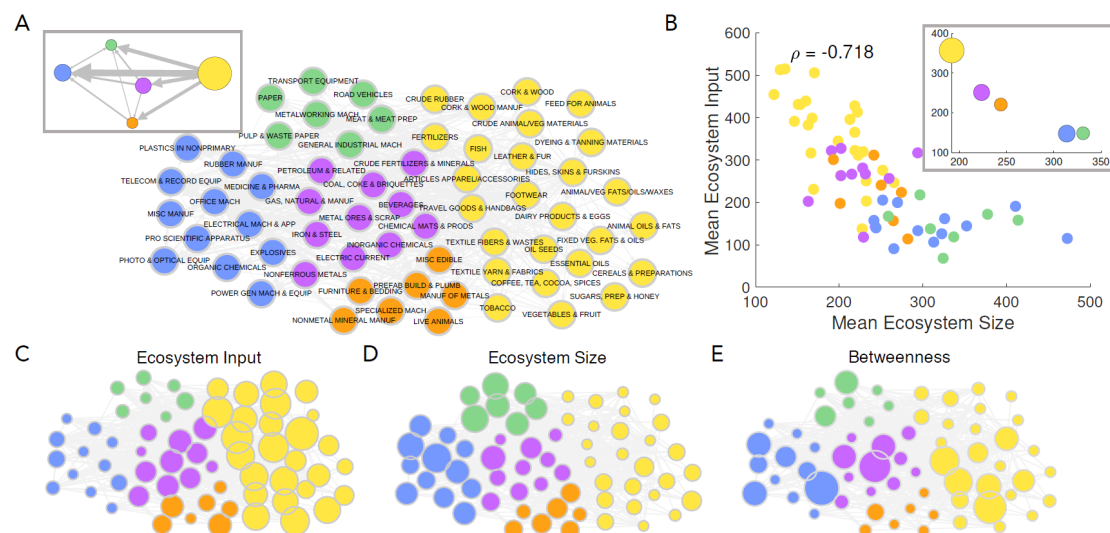 A
B
TRANSPORT EQUIPMENT
ROAD VEHICLES
PAPER
METALWORKING MACH
MEAT & MEAT PREP
PULP & WASTE PAPER
GENERAL INDUSTRIAL MACH
CRUDE RUBBER
CORK & WOOD
CORK & WOOD MANUF
FEED FOR ANIMALS
CRUDE ANIMAL/VEG MATERIALS
FERTILIZERS
DYEING & TANNING MATERIALS
FISH
LEATHER & FUR
PLASTICS IN NONPRIMARY
RUBBER MANUF
CRUDE FERTILIZERS & MINERALS
PETROLEUM & RELATED
HIDES, SKINS & FURSKINS
ARTICLES APPAREL/ACCESSORIES
TELECOM & RECORD EQUIP
MEDICINE & PHARMA
COAL, COKE & BRIQUETTES
ANIMAL/VEG FATS/OIL/WAXES
FOOTWEAR
OFFICE MACH
GAS, NATURAL & MANUF
BEVERAGES
TRAVEL GOODS & HANDBAGS
MISC MANUF
METAL ORES & SCRAP
DAIRY PRODUCTS & EGGS
ELECTRICAL MACH & APP
CHEMICAL MATS & PRODS
ANIMAL OILS & FATS
IRON & STEEL
PRO SCIENTIFIC APPARATUS
INORGANIC CHEMICALS
TEXTILE FIBERS & WASTES
FIXED VEG. FATS & OILS
OIL SEEDS
EXPLOSIVES
ELECTRIC CURRENT
MISC EDIBLE
PHOTO & OPTICAL EQUIP
ORGANIC CHEMICALS
ESSENTIAL OILS
NONFERROUS METALS
TEXTILE YARN & FABRICS
CEREALS & PREPARATIONS
COFFEE, TEA, COCOA, SPICES
PREFAB BUILD & PLUMB
POWER GEN MACH & EQUIP
FURNITURE & BEDDING
MANUF OF METALS
SUGARS, PREP & HONEY
SPECIALIZED MACH
TOBACCO
VEGETABLES & FRUIT
NONMETAL MINERAL MANUF
LIVE ANIMALS
ρ = -0.718
600
500
400
300
200
100
0
Mean Ecosystem Input
100
200
300
400
500
Mean Ecosystem Size
400
300
200
100
200
250
300
350
C
Ecosystem Input
D
Ecosystem Size
E
Betweenness